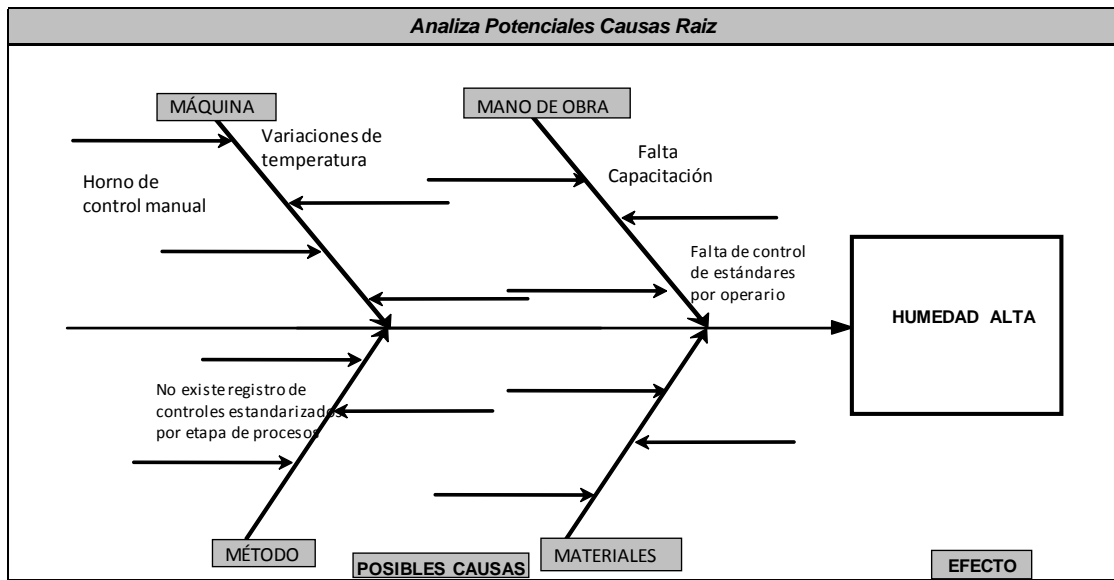 Analiza Potenciales Causas Raiz
MÁQUINA
MANO DE OBRA
Variaciones de
temperatura
Falta
Capacitación
Horno de
control manual
Falta de control
de estándares
por operario
HUMEDAD ALTA
No existe registro de
controles estandarizados
por etapa de procesos
MÉTODO
POSIBLES CAUSAS
MATERIALES
EFECTO